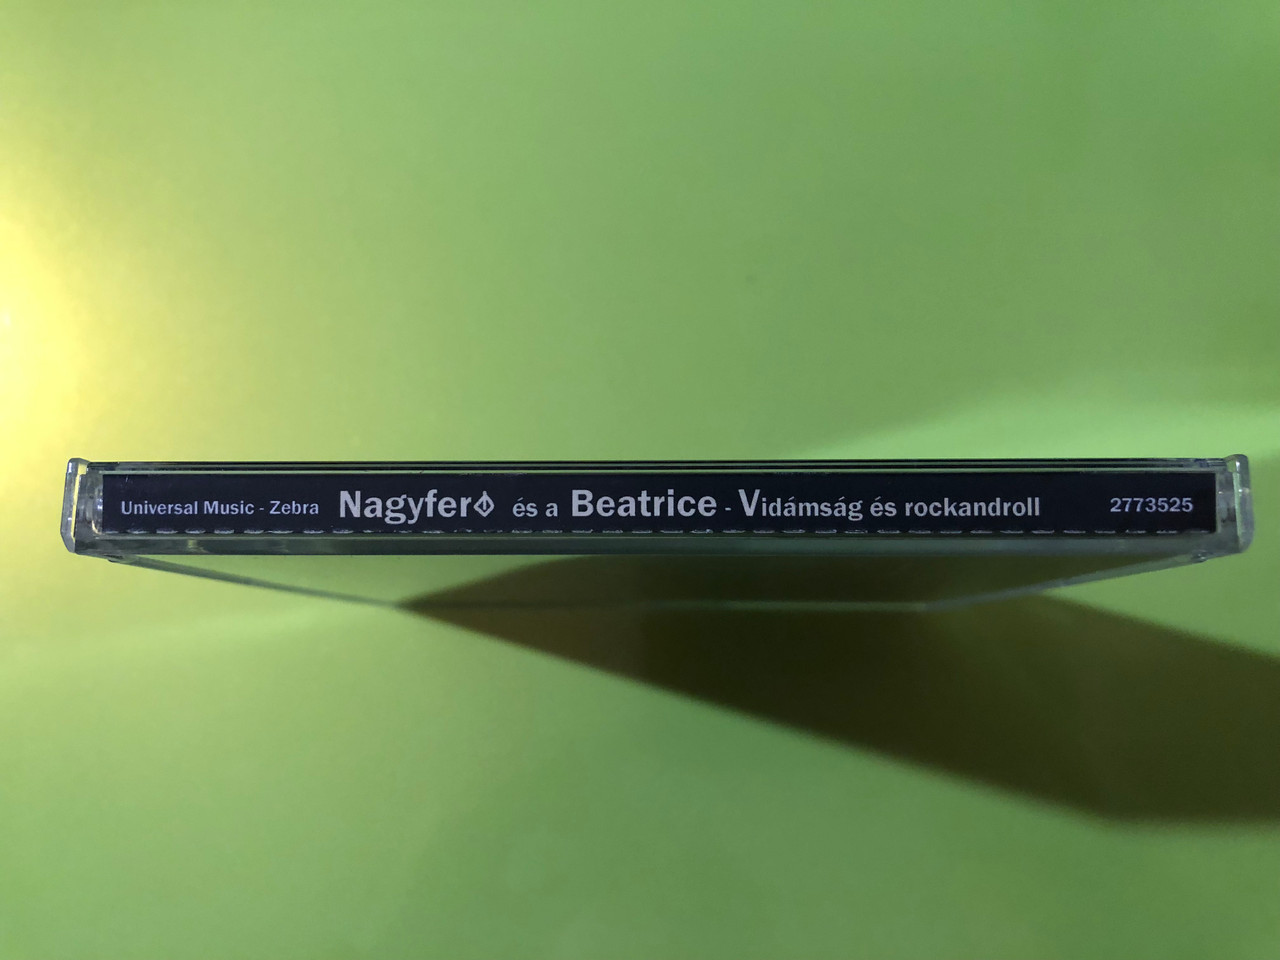 Universal Music - Zebra Nagyferó és a Beatrice - Vidámság és rockandroll 2773525